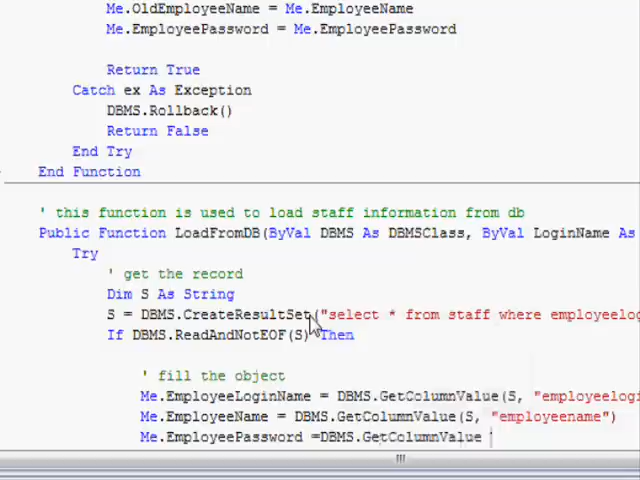 Me.OldEmployeeName = Me.EmployeeName
Me.EmployeePassword = Me.EmployeePassword
Return True
Catch ex As Exception
DBMS.Rollback()
Return False
End Try
End Function
' this function is used to load staff information from db
Public Function LoadFromDB(ByVal DBMS As DBMSClass, ByVal LoginName As
Try
' get the record
Dim S As String
S = DBMS.CreateResultSet("select * from staff where employeelog
If DBMS.ReadAndNotEOF(S) Then
' fill the object
Me.EmployeeLoginName = DBMS.GetColumnValue(S, "employeelogi
Me.EmployeeName = DBMS.GetColumnValue(S, "employeename")
Me.EmployeePassword =DBMS.GetColumnValue